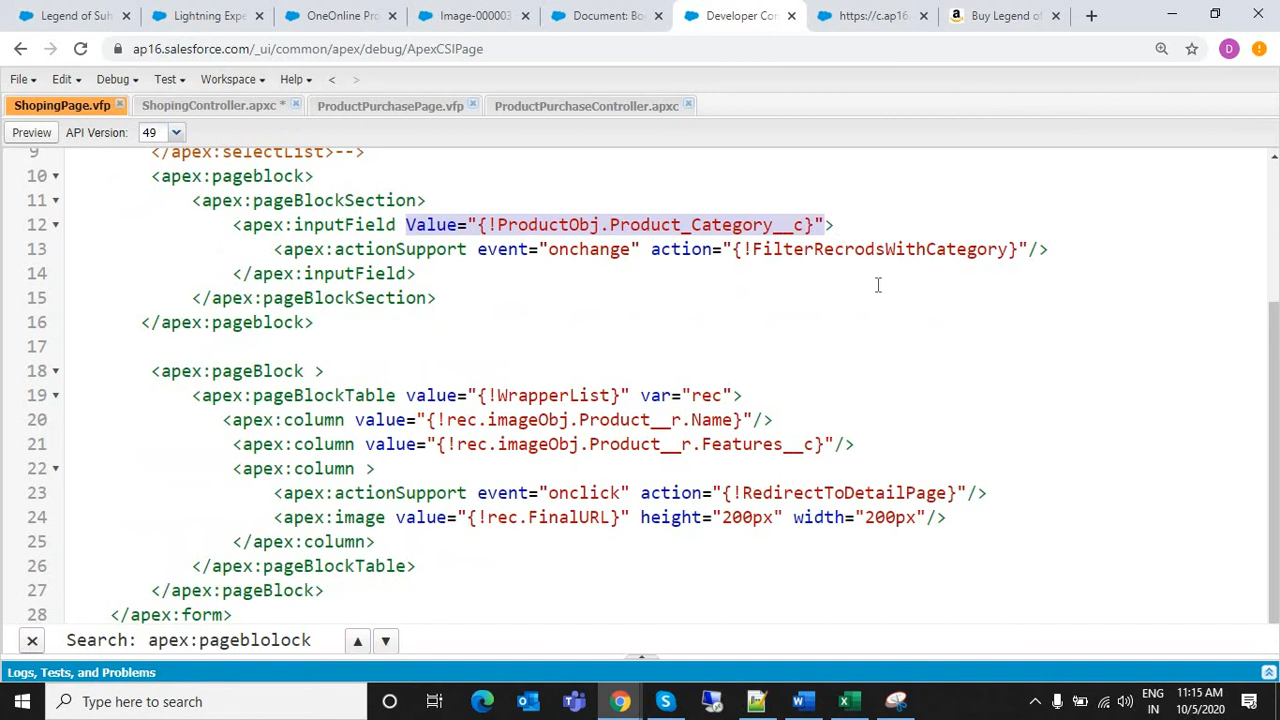 Legend of Suh
Lightning Expe
OneOnline Pro
Image-000003
Document: Boo
Developer Con
https://c.ap16
Buy Legend of
ap16.salesforce.com/_ui/common/apex/debug/ApexCSIPage
D
File Edit Debug Test Workspace Help < >
ShopingPage.vfp ShopingController.apxc * ProductPurchasePage.vfp ProductPurchaseController.apxc
Preview API Version: 49
9 </apex:selectList>-->
10 <apex:pageblock>
11 <apex:pageBlockSection>
12 <apex:inputField Value="{!ProductObj.Product_Category__c}">
13 <apex:actionSupport event="onchange" action="{!FilterRecrodsWithCategory}"/>
14 </apex:inputField>
15 </apex:pageBlockSection>
16 </apex:pageblock>
17
18 <apex:pageBlock >
19 <apex:pageBlockTable value="{!WrapperList}" var="rec">
20 <apex:column value="{!rec.imageObj.Product__r.Name}"/>
21 <apex:column value="{!rec.imageObj.Product__r.Features__c}"/>
22 <apex:column >
23 <apex:actionSupport event="onclick" action="{!RedirectToDetailPage}"/>
24 <apex:image value="{!rec.FinalURL}" height="200px" width="200px"/>
25 </apex:column>
26 </apex:pageBlockTable>
27 </apex:pageBlock>
28 </apex:form>
Search: apex:pageblolock
Logs, Tests, and Problems
Type here to search
ENG 11:15 AM
IN 10/5/2020